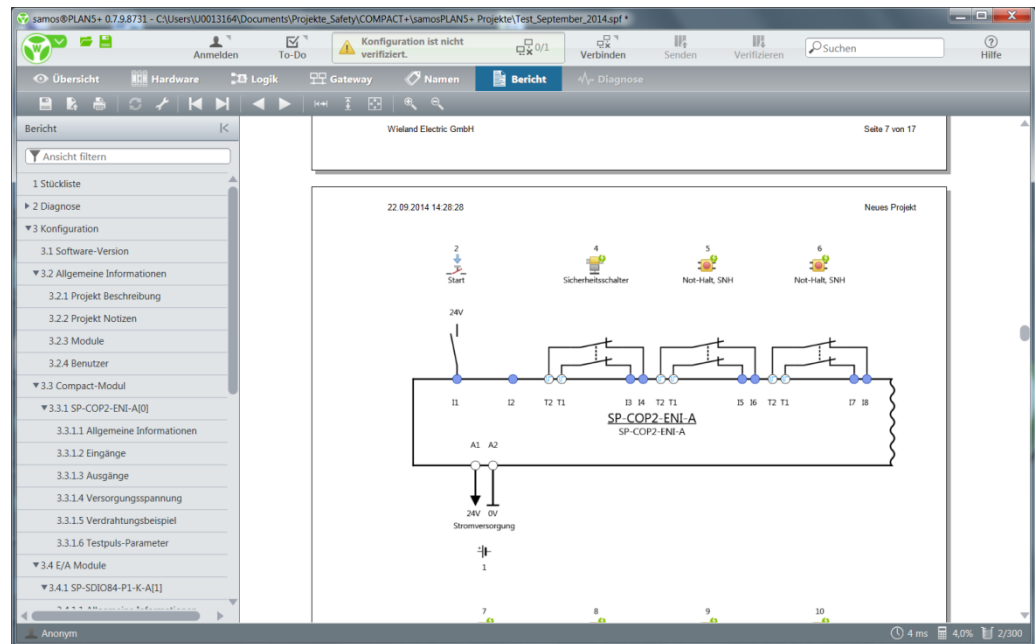 samos®PLAN5+ 0.7.9.8731 - C:\Users\U0013164\Documents\Projekte_Safety\COMPACT+\samosPLAN5+ Projekte\Test_September_2014.spf *
Anmelden
To-Do
Konfiguration ist nicht
verifiziert.
0/1
Verbinden
Senden
Verifizieren
Suchen
Hilfe
Übersicht
Hardware
Logik
Gateway
Namen
Bericht
Diagnose
Bericht
Ansicht filtern
1 Stückliste
2 Diagnose
3 Konfiguration
3.1 Software-Version
3.2 Allgemeine Informationen
3.2.1 Projekt Beschreibung
3.2.2 Projekt Notizen
3.2.3 Module
3.2.4 Benutzer
3.3 Compact-Modul
3.3.1 SP-COP2-ENI-A[0]
3.3.1.1 Allgemeine Informationen
3.3.1.2 Eingänge
3.3.1.3 Ausgänge
3.3.1.4 Versorgungsspannung
3.3.1.5 Verdrahtungsbeispiel
3.3.1.6 Testpuls-Parameter
3.4 E/A Module
3.4.1 SP-SDIO84-P1-K-A[1]
Wieland Electric GmbH Seite 7 von 17
22.09.2014 14:28:28 Neues Projekt
2 4 5 6
Start Sicherheitsschalter Not-Halt, SNH Not-Halt, SNH
24V
I1 I2 T2 T1 I3 I4 T2 T1 I5 I6 T2 T1 I7 I8
SP-COP2-ENI-A
SP-COP2-ENI-A
A1 A2
24V 0V
Stromversorgung
1
7 8 9 10
Anonym
4 ms 4,0% 2/300